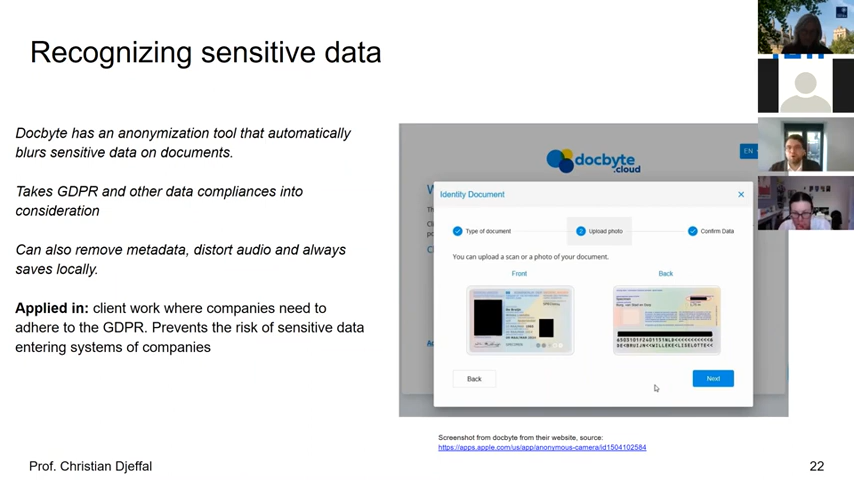 Recognizing sensitive data
Docbyte has an anonymization tool that automatically
blurs sensitive data on documents.
Takes GDPR and other data compliances into
consideration
Can also remove metadata, distort audio and always
saves locally.
Applied in: client work where companies need to
adhere to the GDPR. Prevents the risk of sensitive data
entering systems of companies
docbyte
.cloud
EN
Identity Document
Type of document
2
Upload photo
Confirm Data
You can upload a scan or a photo of your document.
Front
Back
Back
Next
Screenshot from docbyte from their website, source:
https://apps.apple.com/us/app/anonymous-camera/id1504102584
Prof. Christian Djeffal
22